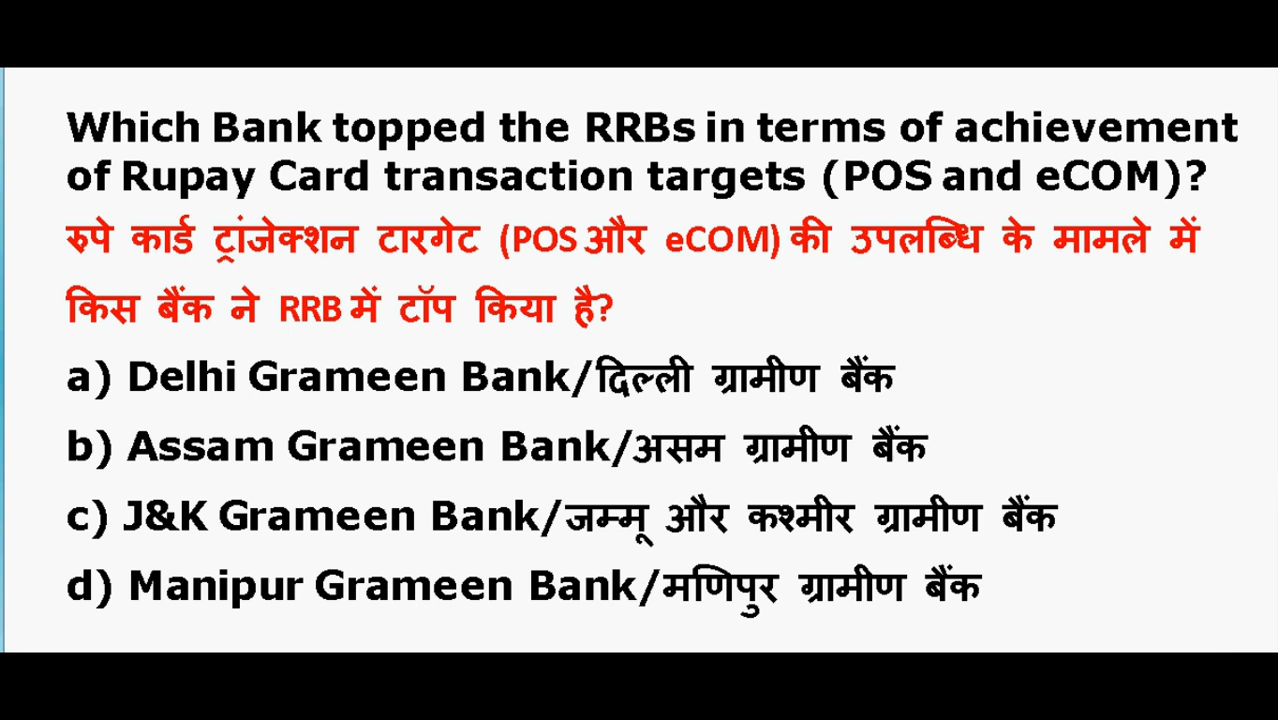 Which Bank topped the RRBs in terms of achievement
of Rupay Card transaction targets (POS and eCOM)?
रुपे कार्ड ट्रांजेक्शन टारगेट (POS और eCOM) की उपलब्धि के मामले में
किस बैंक ने RRB में टॉप किया है?
a) Delhi Grameen Bank/दिल्ली ग्रामीण बैंक
b) Assam Grameen Bank/असम ग्रामीण बैंक
c) J&K Grameen Bank/जम्मू और कश्मीर ग्रामीण बैंक
d) Manipur Grameen Bank/मणिपुर ग्रामीण बैंक